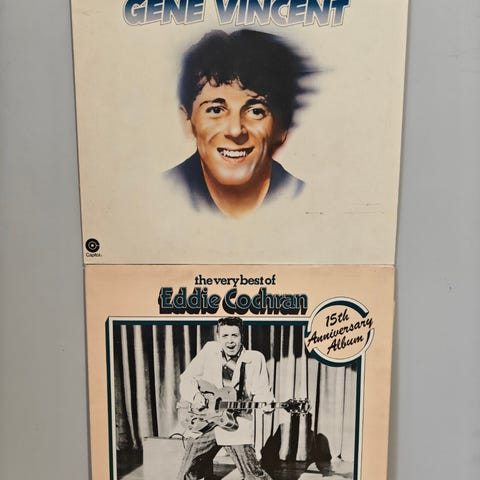 GENE VINCENT
Capitol
the very best of
Eddie Cochran
15th
Anniversary
Album